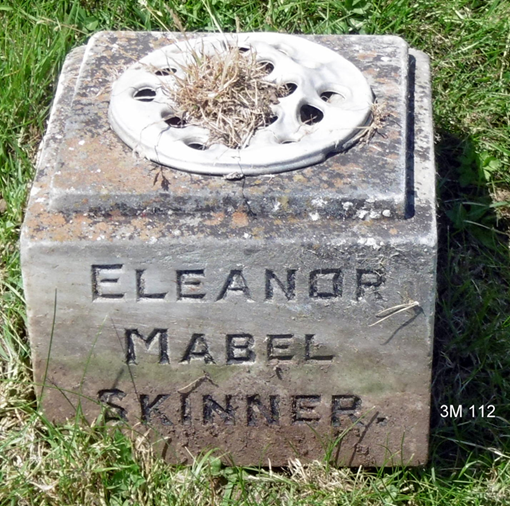 ELEANOR
MABEL
SKINNER.
3M 112